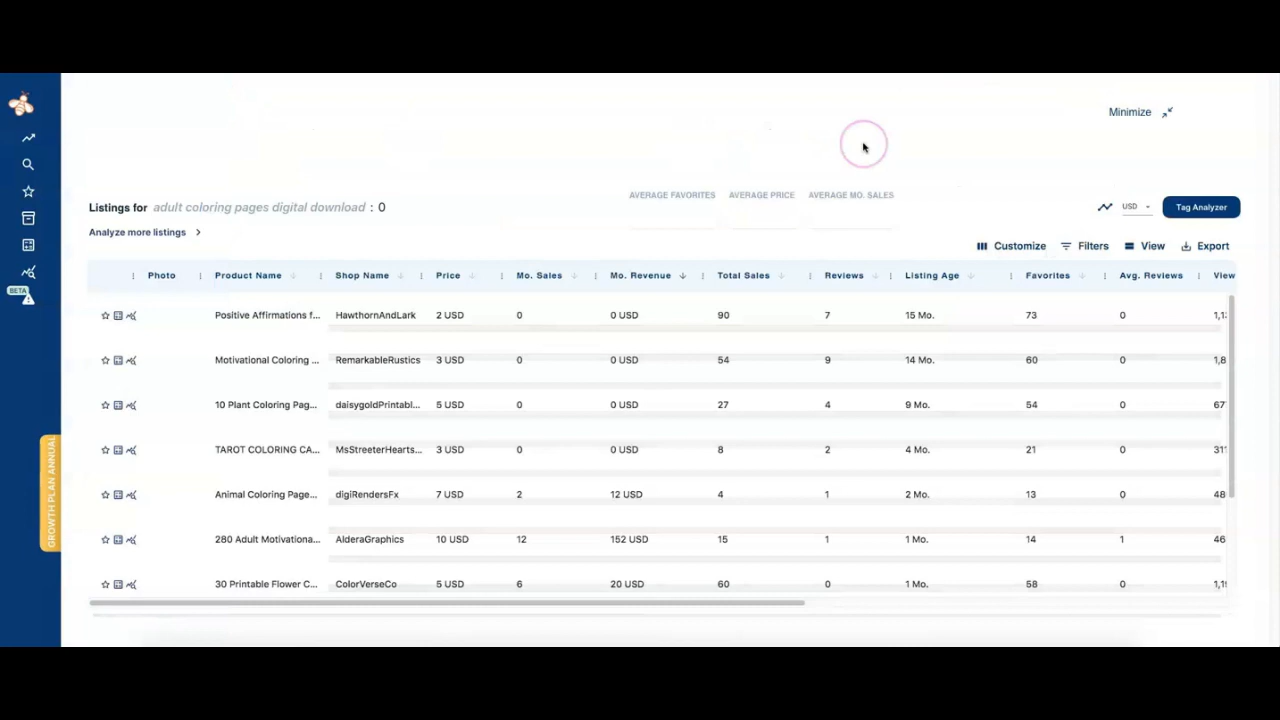 Minimize
AVERAGE FAVORITES AVERAGE PRICE AVERAGE MO. SALES
Listings for adult coloring pages digital download : 0
USD
Tag Analyzer
Analyze more listings
Customize Filters View Export
Photo Product Name Shop Name Price Mo. Sales Mo. Revenue Total Sales Reviews Listing Age Favorites Avg. Reviews View
Positive Affirmations f... HawthornAndLark 2 USD 0 0 USD 90 7 15 Mo. 73 0
Motivational Coloring ... RemarkableRustics 3 USD 0 0 USD 54 9 14 Mo. 60 0 1,8
10 Plant Coloring Pag... daisygoldPrintabl... 5 USD 0 0 USD 27 4 9 Mo. 54 0 67
TAROT COLORING CA... MsStreeterHearts... 3 USD 0 0 USD 8 2 4 Mo. 21 0 31
Animal Coloring Page... digiRendersFx 7 USD 2 12 USD 4 1 2 Mo. 13 0 48
280 Adult Motivationa... AlderaGraphics 10 USD 12 152 USD 15 1 1 Mo. 14 1 46
30 Printable Flower C... ColorVerseCo 5 USD 6 20 USD 60 0 1 Mo. 58 0
BETA
GROWTH PLAN ANNUAL